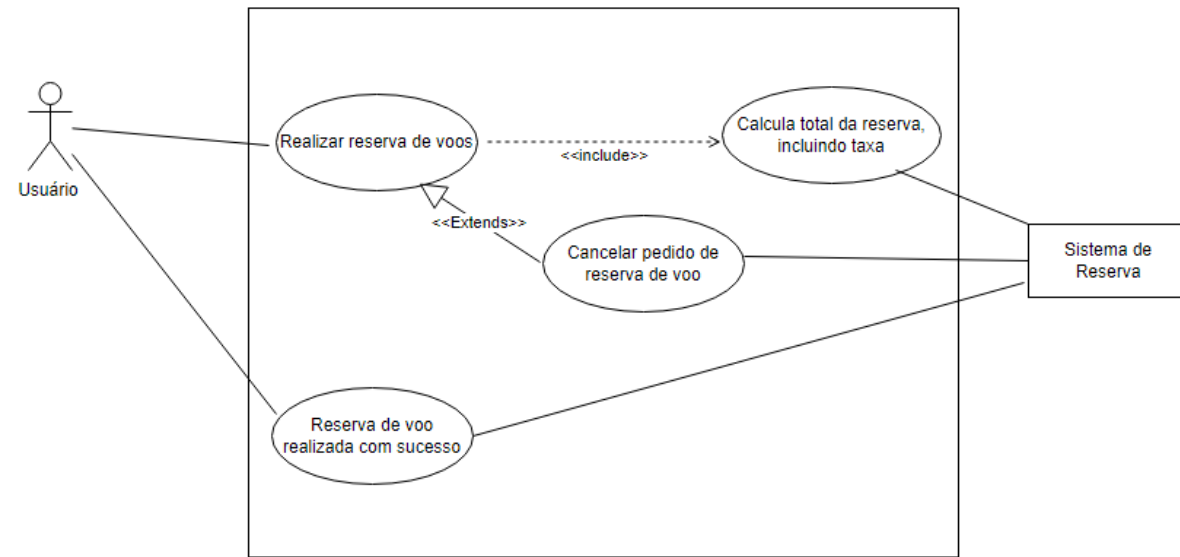 Usuário
Realizar reserva de voos
<<include>>
Calcula total da reserva,
incluindo taxa
<<Extends>>
Cancelar pedido de
reserva de voo
Sistema de
Reserva
Reserva de voo
realizada com sucesso